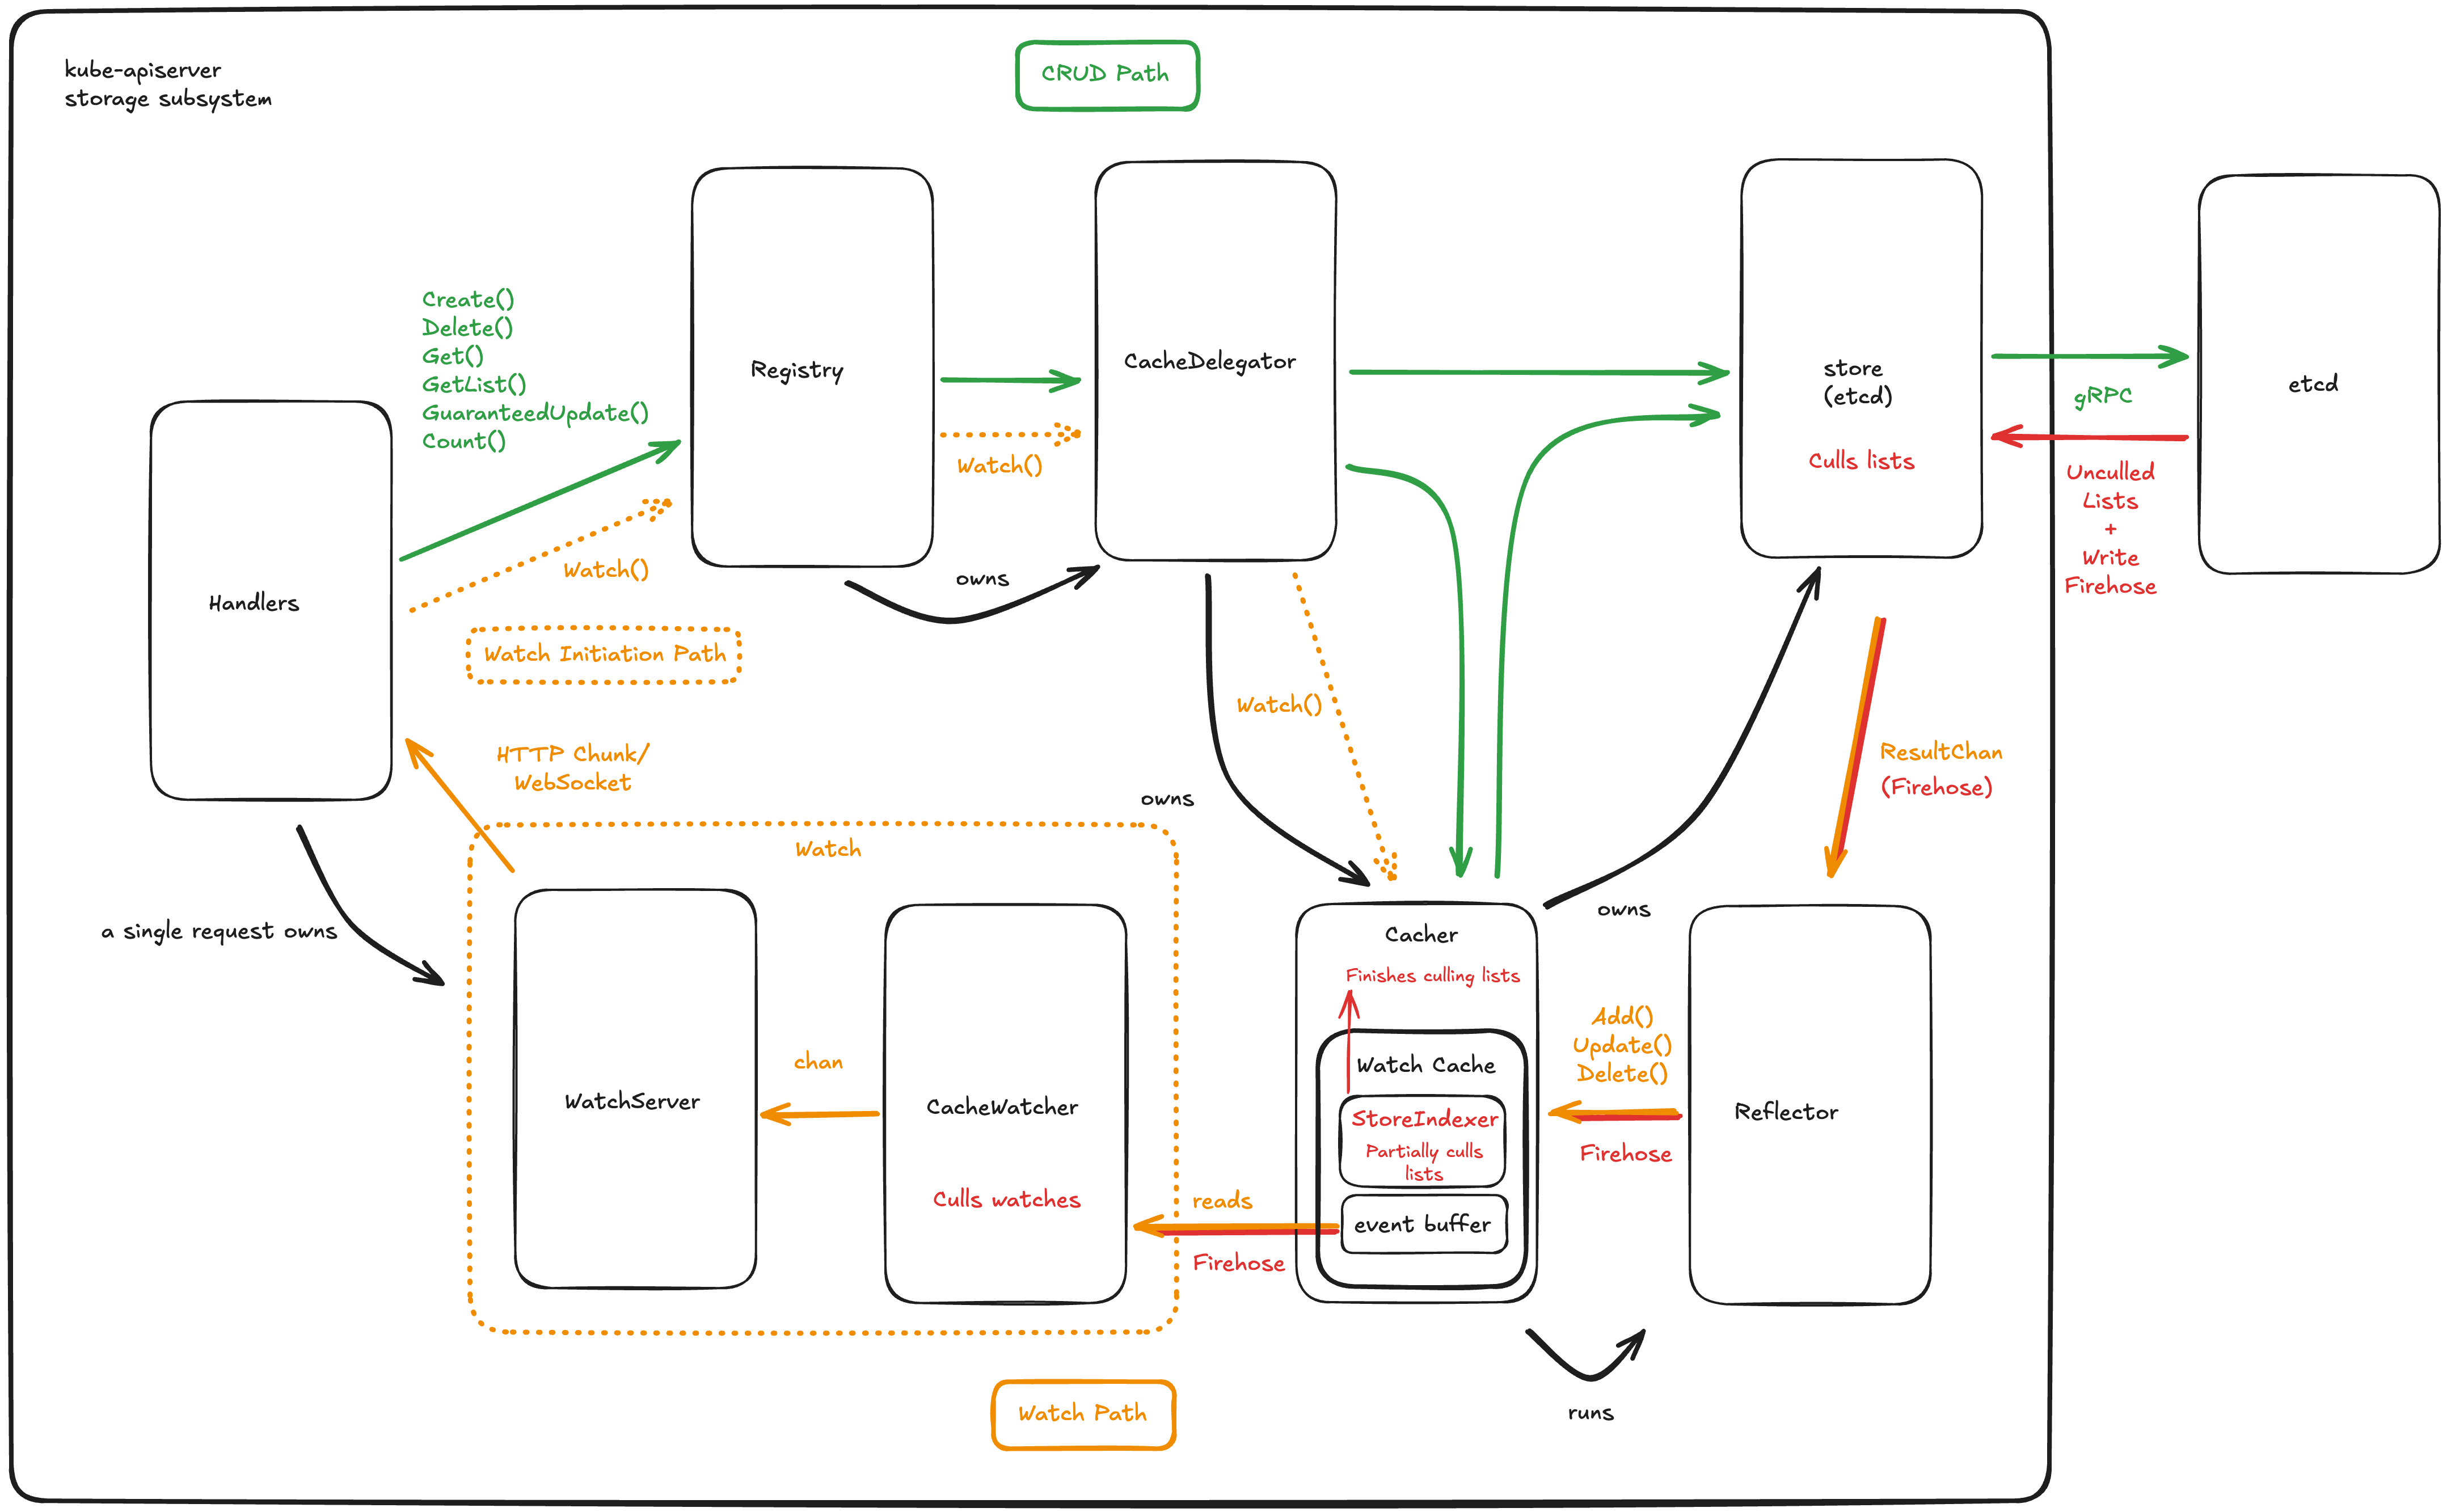 kube-apiserver
storage subsystem
CRUD Path
Create()
Delete()
Get()
GetList()
GuaranteedUpdate()
Count()
Registry
CacheDelegator
store
(etcd)
Culls lists
etcd
gRPC
Unculled
Lists
+
Write
Firehose
Watch()
Watch()
owns
Handlers
Watch Initiation Path
Watch()
HTTP Chunk/
WebSocket
owns
ResultChan
(Firehose)
Watch
a single request owns
owns
Cacher
Finishes culling lists
Watch Cache
StoreIndexer
Partially culls
lists
event buffer
Add()
Update()
Delete()
Firehose
Reflector
WatchServer
chan
CacheWatcher
Culls watches
reads
Firehose
runs
Watch Path